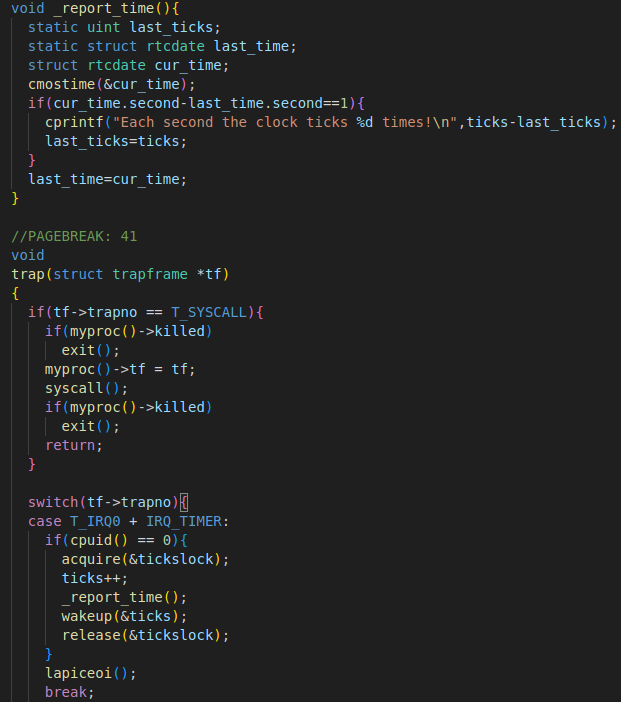 void _report_time(){
  static uint last_ticks;
  static struct rtcdate last_time;
  struct rtcdate cur_time;
  cmostime(&cur_time);
  if(cur_time.second-last_time.second==1){
    cprintf("Each second the clock ticks %d times!\n",ticks-last_ticks);
    last_ticks=ticks;
  }
  last_time=cur_time;
}

//PAGEBREAK: 41
void
trap(struct trapframe *tf)
{
  if(tf->trapno == T_SYSCALL){
    if(myproc()->killed)
      exit();
    myproc()->tf = tf;
    syscall();
    if(myproc()->killed)
      exit();
    return;
  }

  switch(tf->trapno){
  case T_IRQ0 + IRQ_TIMER:
    if(cpuid() == 0){
      acquire(&tickslock);
      ticks++;
      _report_time();
      wakeup(&ticks);
      release(&tickslock);
    }
    lapiceoi();
    break;